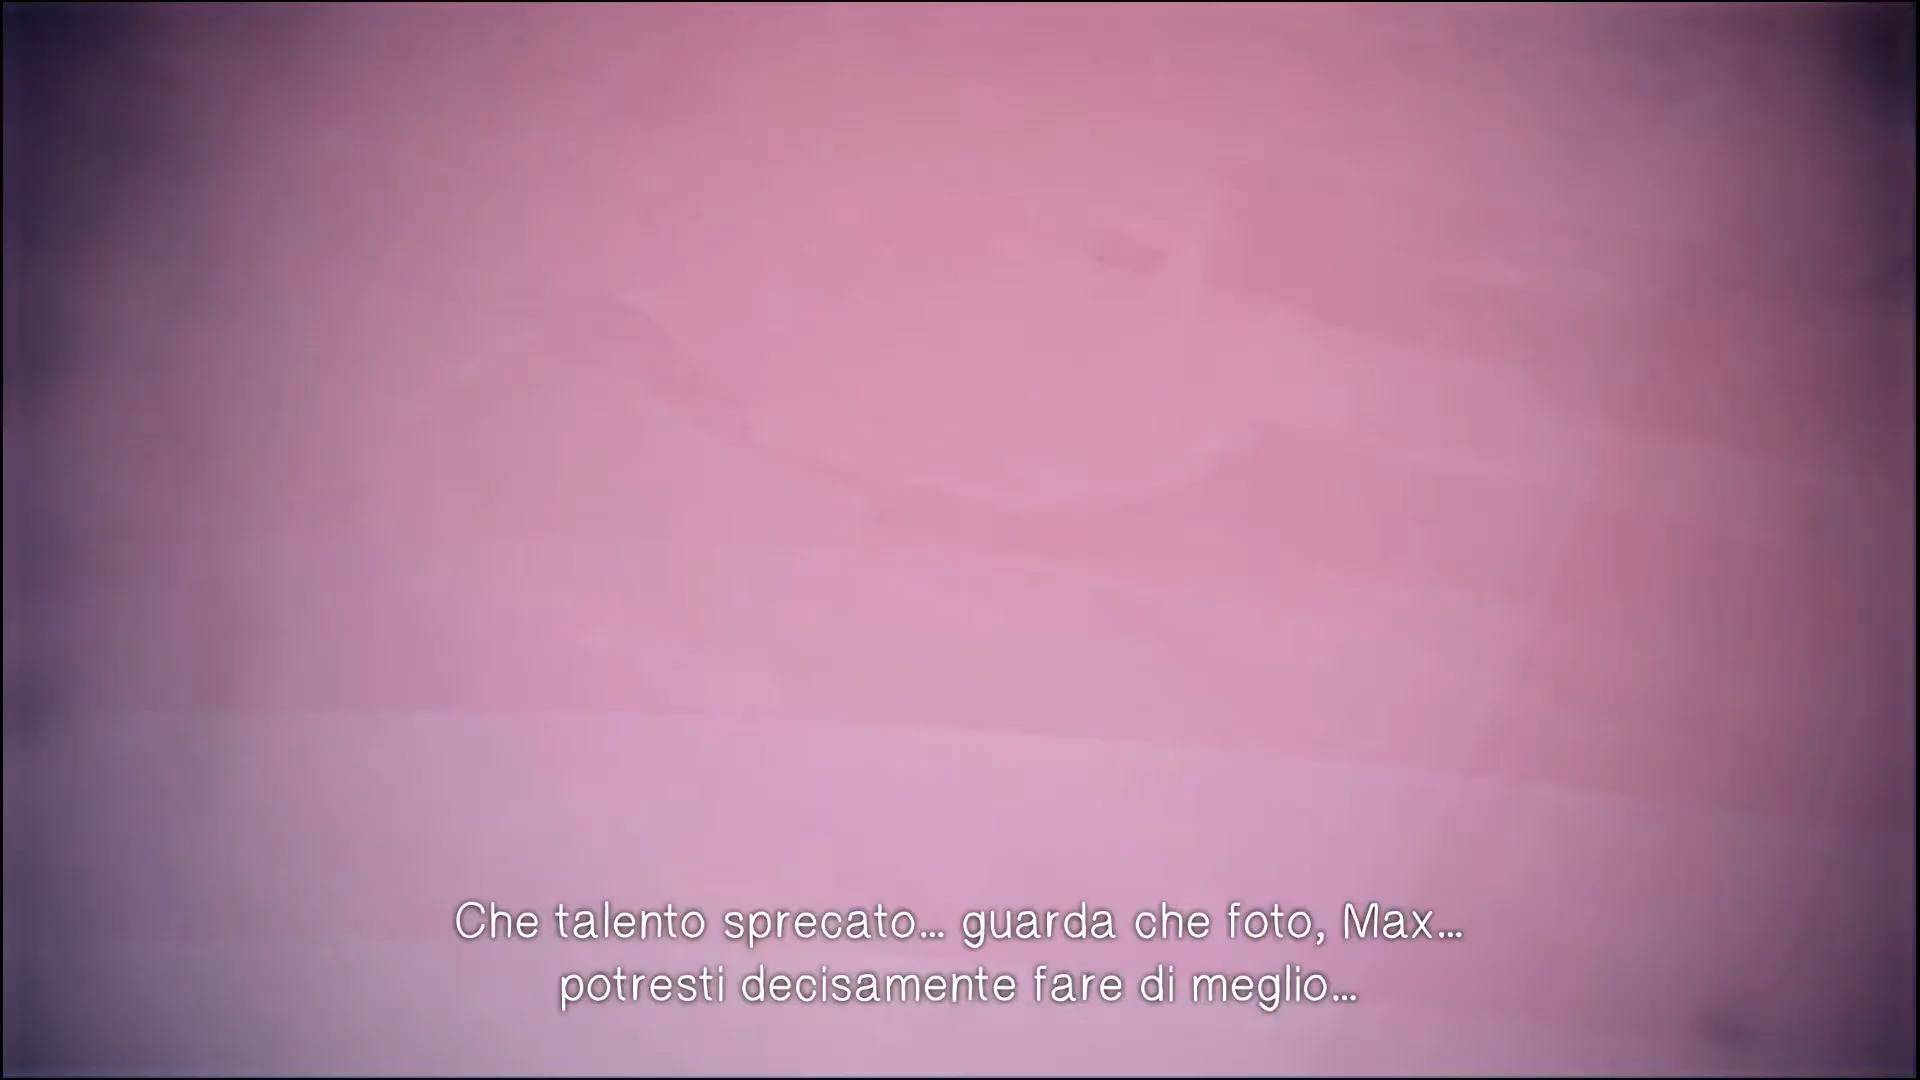 Che talento sprecato... guarda che foto, Max...
potresti decisamente fare di meglio...